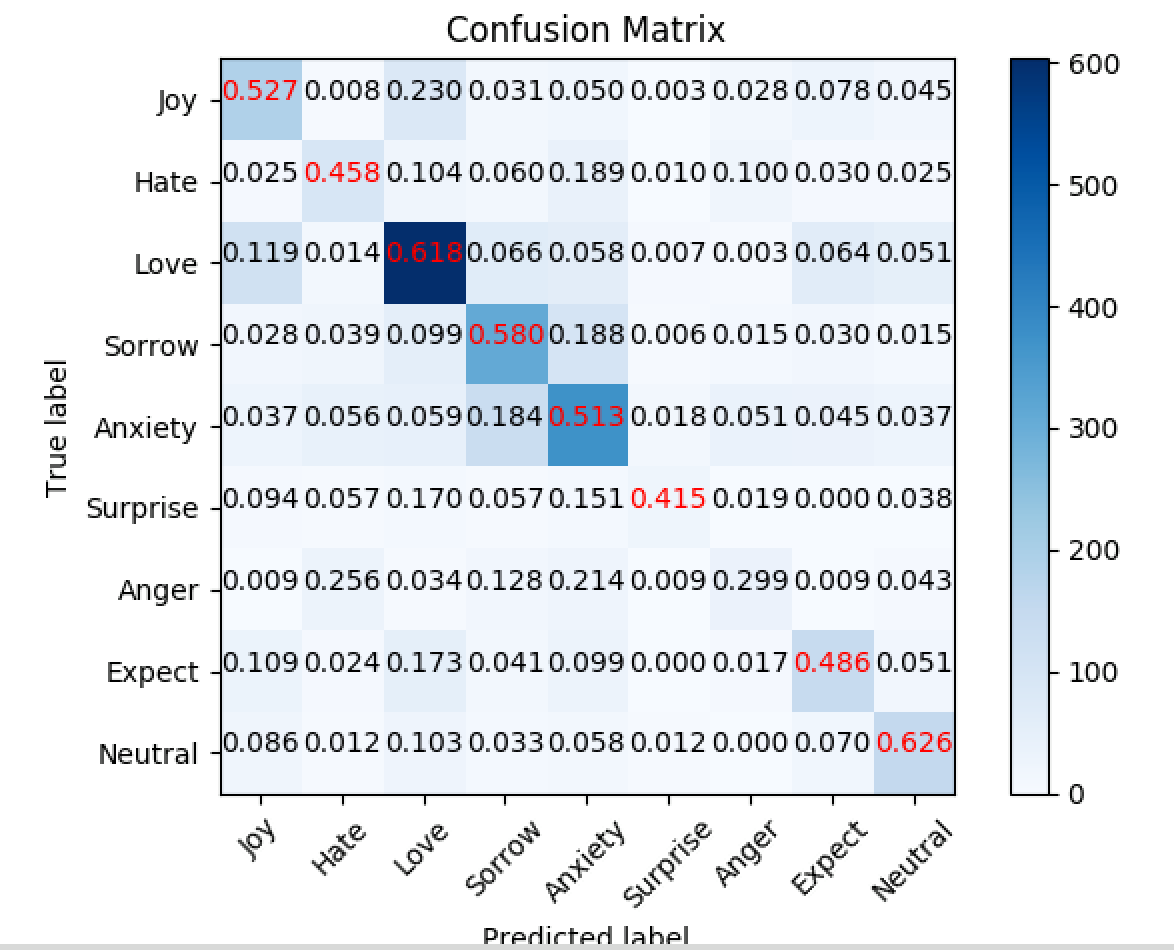 Confusion Matrix
Joy 0.527 0.008 0.230 0.031 0.050 0.003 0.028 0.078 0.045
Hate 0.025 0.458 0.104 0.060 0.189 0.010 0.100 0.030 0.025
Love 0.119 0.014 0.618 0.066 0.058 0.007 0.003 0.064 0.051
Sorrow 0.028 0.039 0.099 0.580 0.188 0.006 0.015 0.030 0.015
Anxiety 0.037 0.056 0.059 0.184 0.513 0.018 0.051 0.045 0.037
Surprise 0.094 0.057 0.170 0.057 0.151 0.415 0.019 0.000 0.038
Anger 0.009 0.256 0.034 0.128 0.214 0.009 0.299 0.009 0.043
Expect 0.109 0.024 0.173 0.041 0.099 0.000 0.017 0.486 0.051
Neutral 0.086 0.012 0.103 0.033 0.058 0.012 0.000 0.070 0.626
True label
Joy Hate Love Sorrow Anxiety Surprise Anger Expect Neutral
Predicted label
600
500
400
300
200
100
0